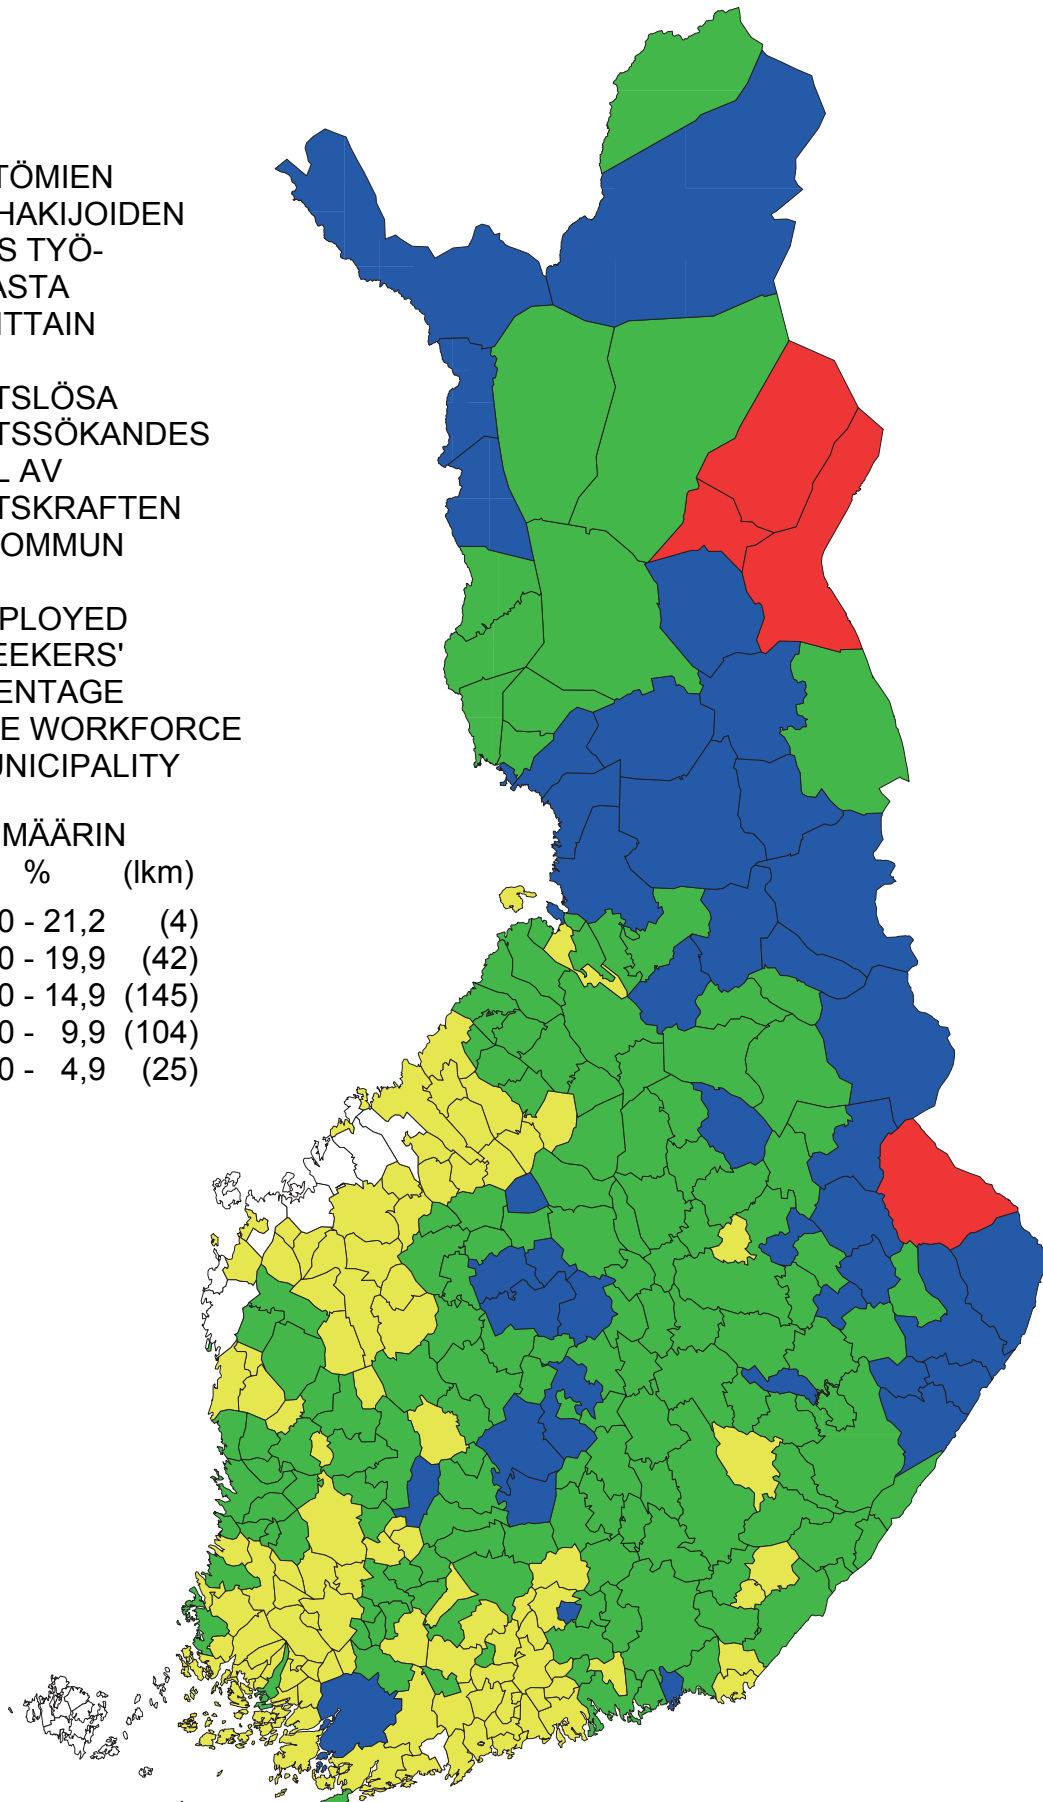 TÖMIEN
HAKIJOIDEN
S TYÖ-
ASTA
ITTAIN
TSLÖSA
TSSÖKANDES
L AV
TSKRAFTEN
OMMUN
PLOYED
EEKERS'
ENTAGE
E WORKFORCE
UNICIPALITY
MÄÄRIN
% (lkm)
0 - 21,2 (4)
0 - 19,9 (42)
0 - 14,9 (145)
0 - 9,9 (104)
0 - 4,9 (25)